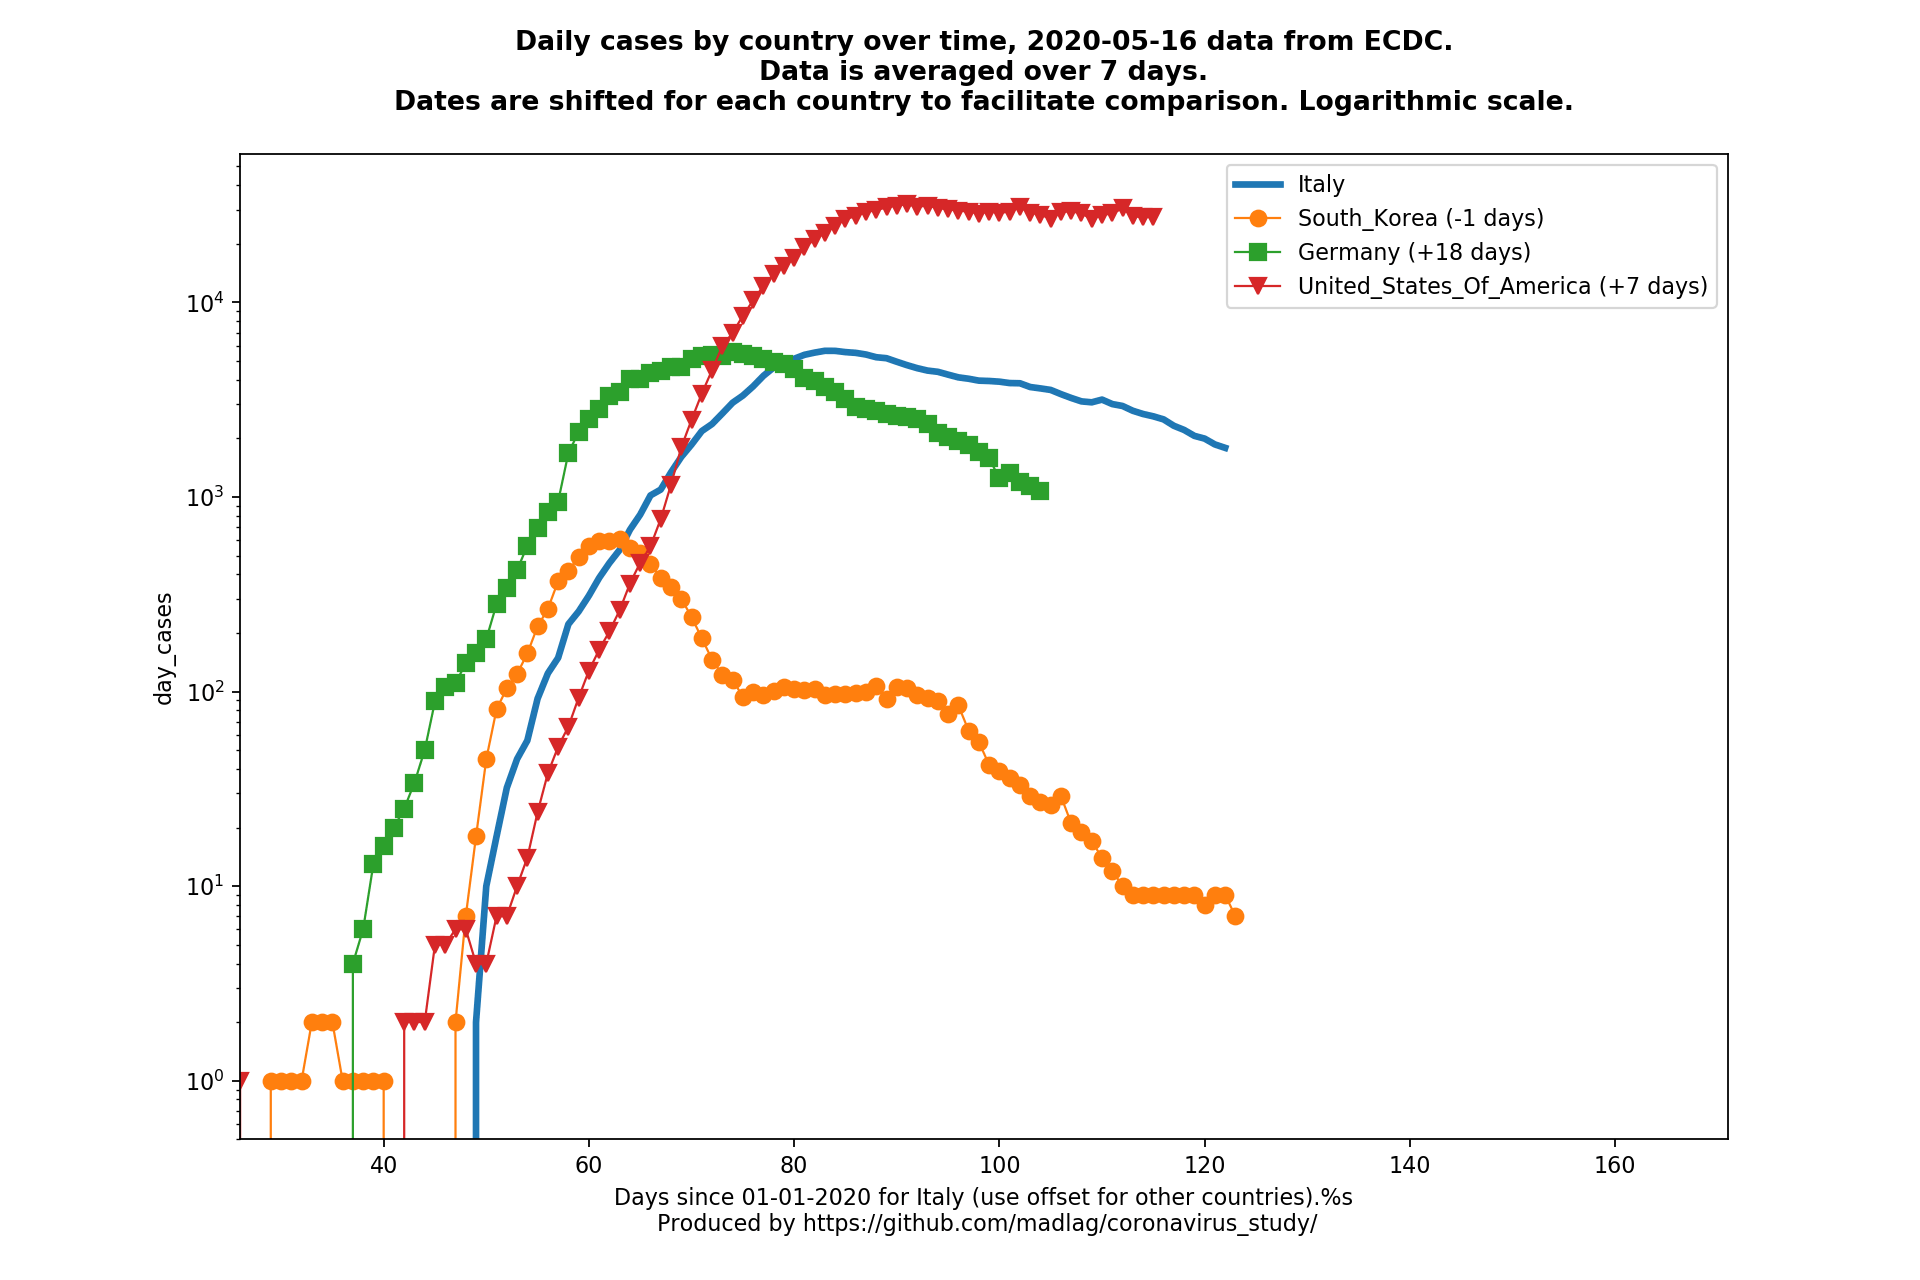 Daily cases by country over time, 2020-05-16 data from ECDC.
Data is averaged over 7 days.
Dates are shifted for each country to facilitate comparison. Logarithmic scale.
Italy
South_Korea (-1 days)
Germany (+18 days)
United_States_Of_America (+7 days)
day_cases
10⁴
10³
10²
10¹
10⁰
40 60 80 100 120 140 160
Days since 01-01-2020 for Italy (use offset for other countries).%s
Produced by https://github.com/madlag/coronavirus_study/